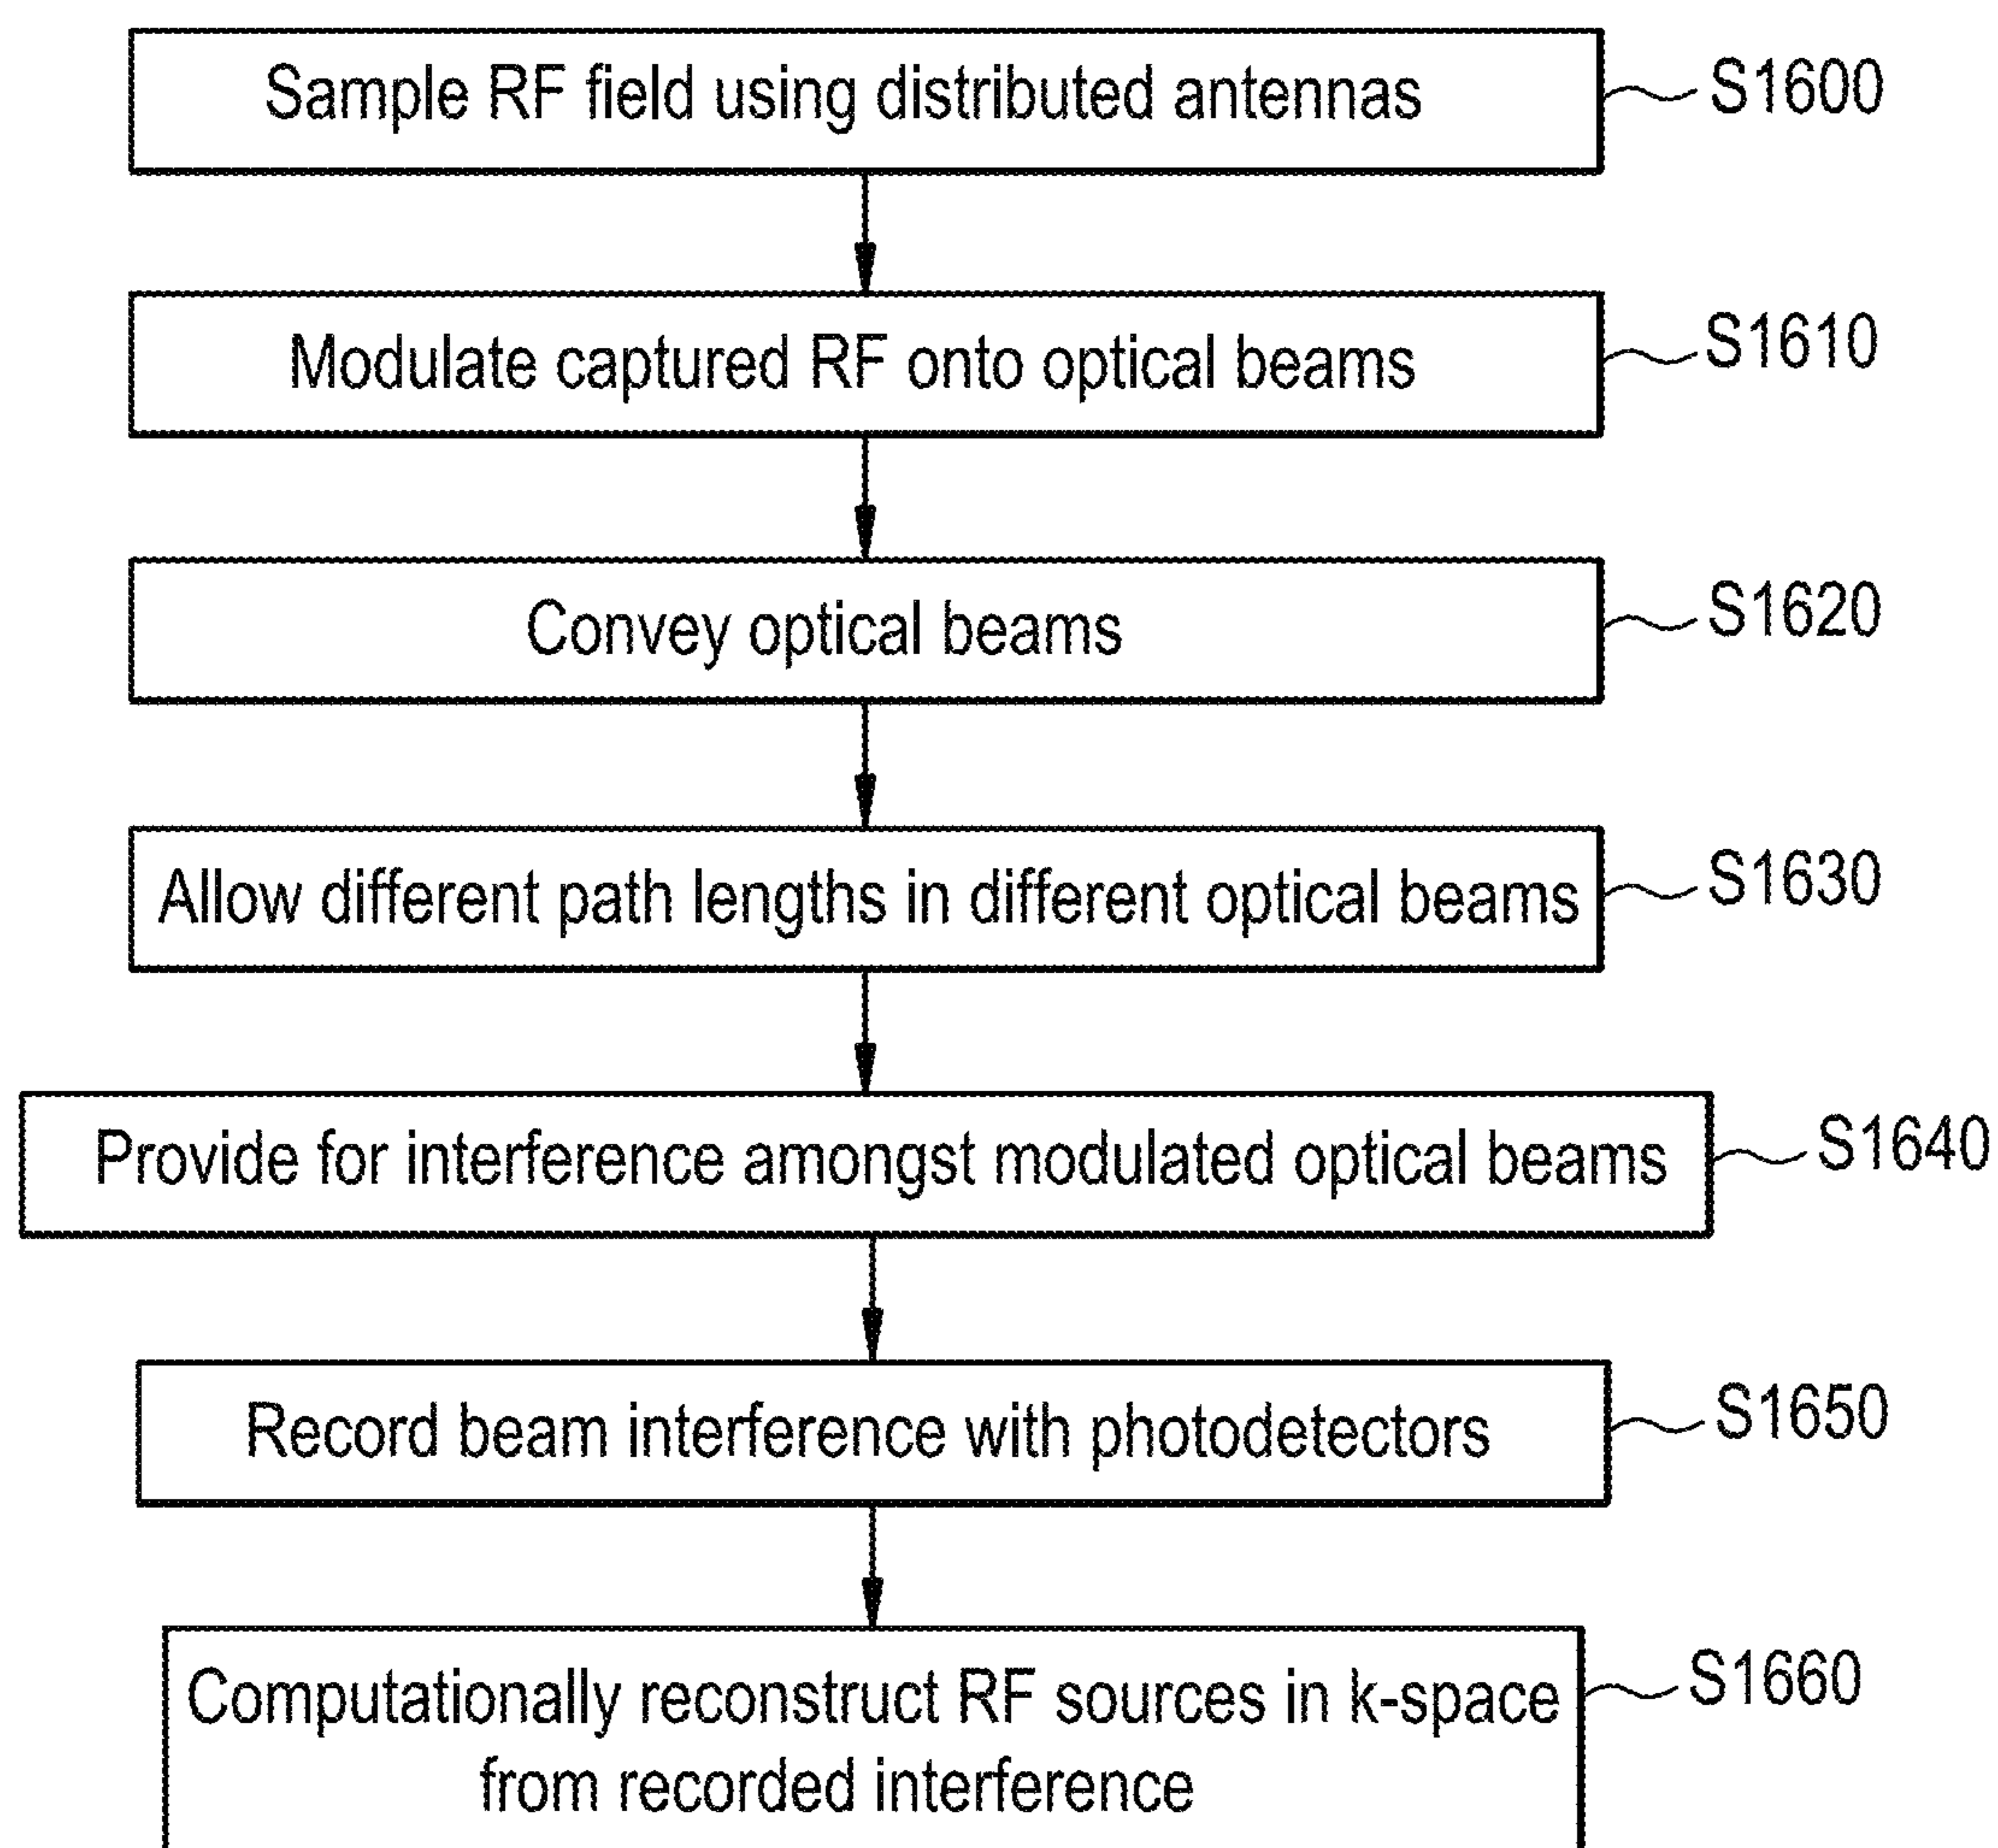 Sample RF field using distributed antennas
S1600
Modulate captured RF onto optical beams
S1610
Convey optical beams
S1620
Allow different path lengths in different optical beams
S1630
Provide for interference amongst modulated optical beams
S1640
Record beam interference with photodetectors
S1650
Computationally reconstruct RF sources in k-space
from recorded interference
S1660